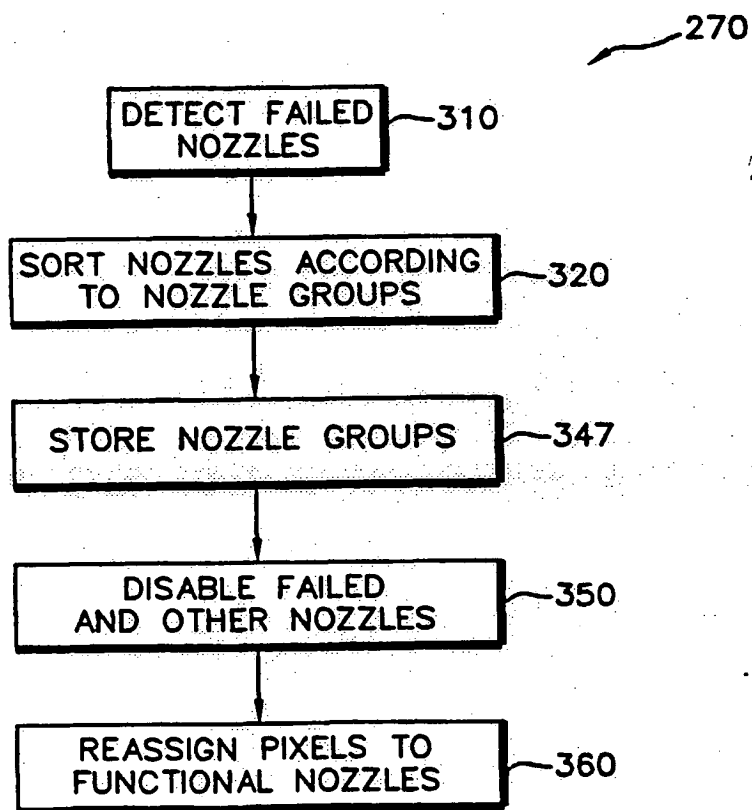 270
DETECT FAILED
NOZZLES
310
SORT NOZZLES ACCORDING
TO NOZZLE GROUPS
320
STORE NOZZLE GROUPS
347
DISABLE FAILED
AND OTHER NOZZLES
350
REASSIGN PIXELS TO
FUNCTIONAL NOZZLES
360